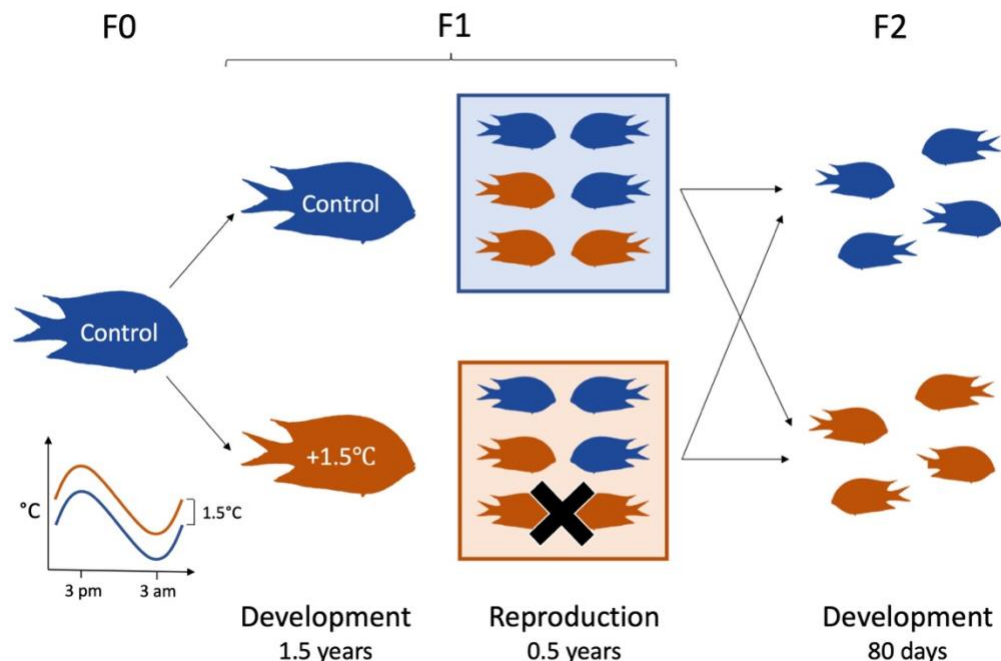 F0
F1
F2
Control
Control
+1.5°C
°C
1.5°C
3 pm
3 am
Development
1.5 years
Reproduction
0.5 years
Development
80 days